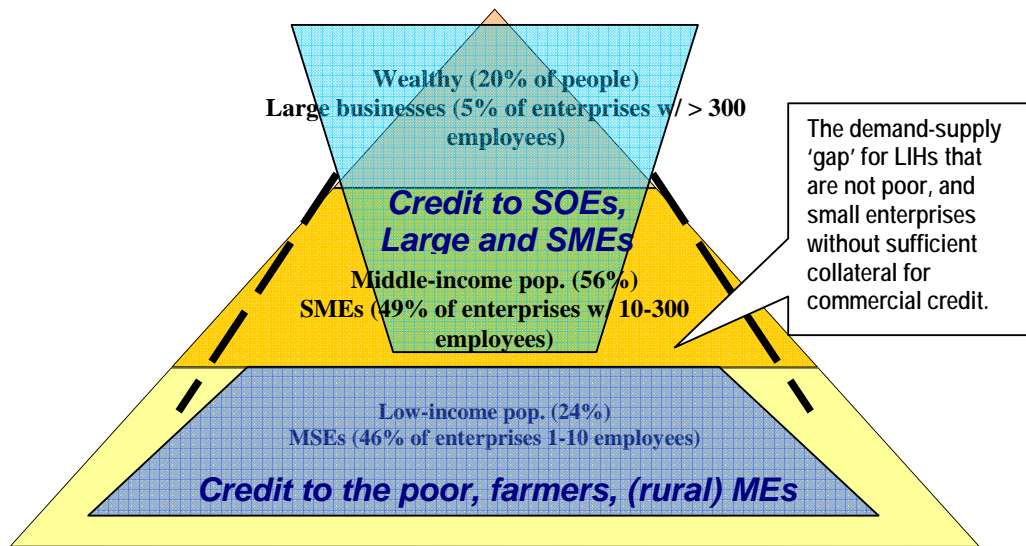 Wealthy (20% of people)
Large businesses (5% of enterprises w/ > 300
employees)
Credit to SOEs,
Large and SMEs
Middle-income pop. (56%)
SMEs (49% of enterprises w/ 10-300
employees)
The demand-supply
‘gap’ for LIHs that
are not poor, and
small enterprises
without sufficient
collateral for
commercial credit.
Low-income pop. (24%)
MSEs (46% of enterprises 1-10 employees)
Credit to the poor, farmers, (rural) MEs